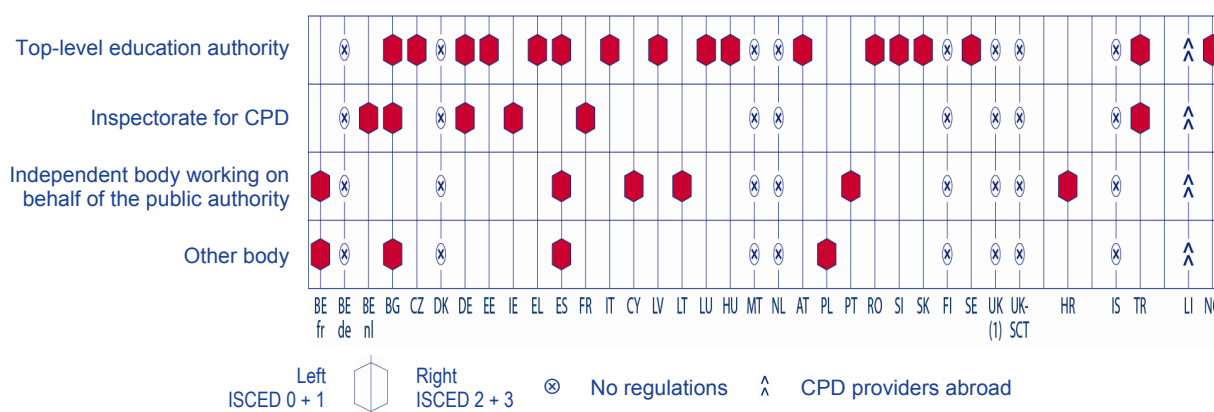 Top-level education authority
Inspectorate for CPD
Independent body working on
behalf of the public authority
Other body
BE fr BE de BE nl BG CZ DK DE EE IE EL ES FR IT CY LV LT LU HU MT NL AT PL PT RO SI SK FI SE UK (1) UK- SCT HR IS TR LI NO
Left Right
ISCED 0 + 1 ISCED 2 + 3
No regulations
CPD providers abroad